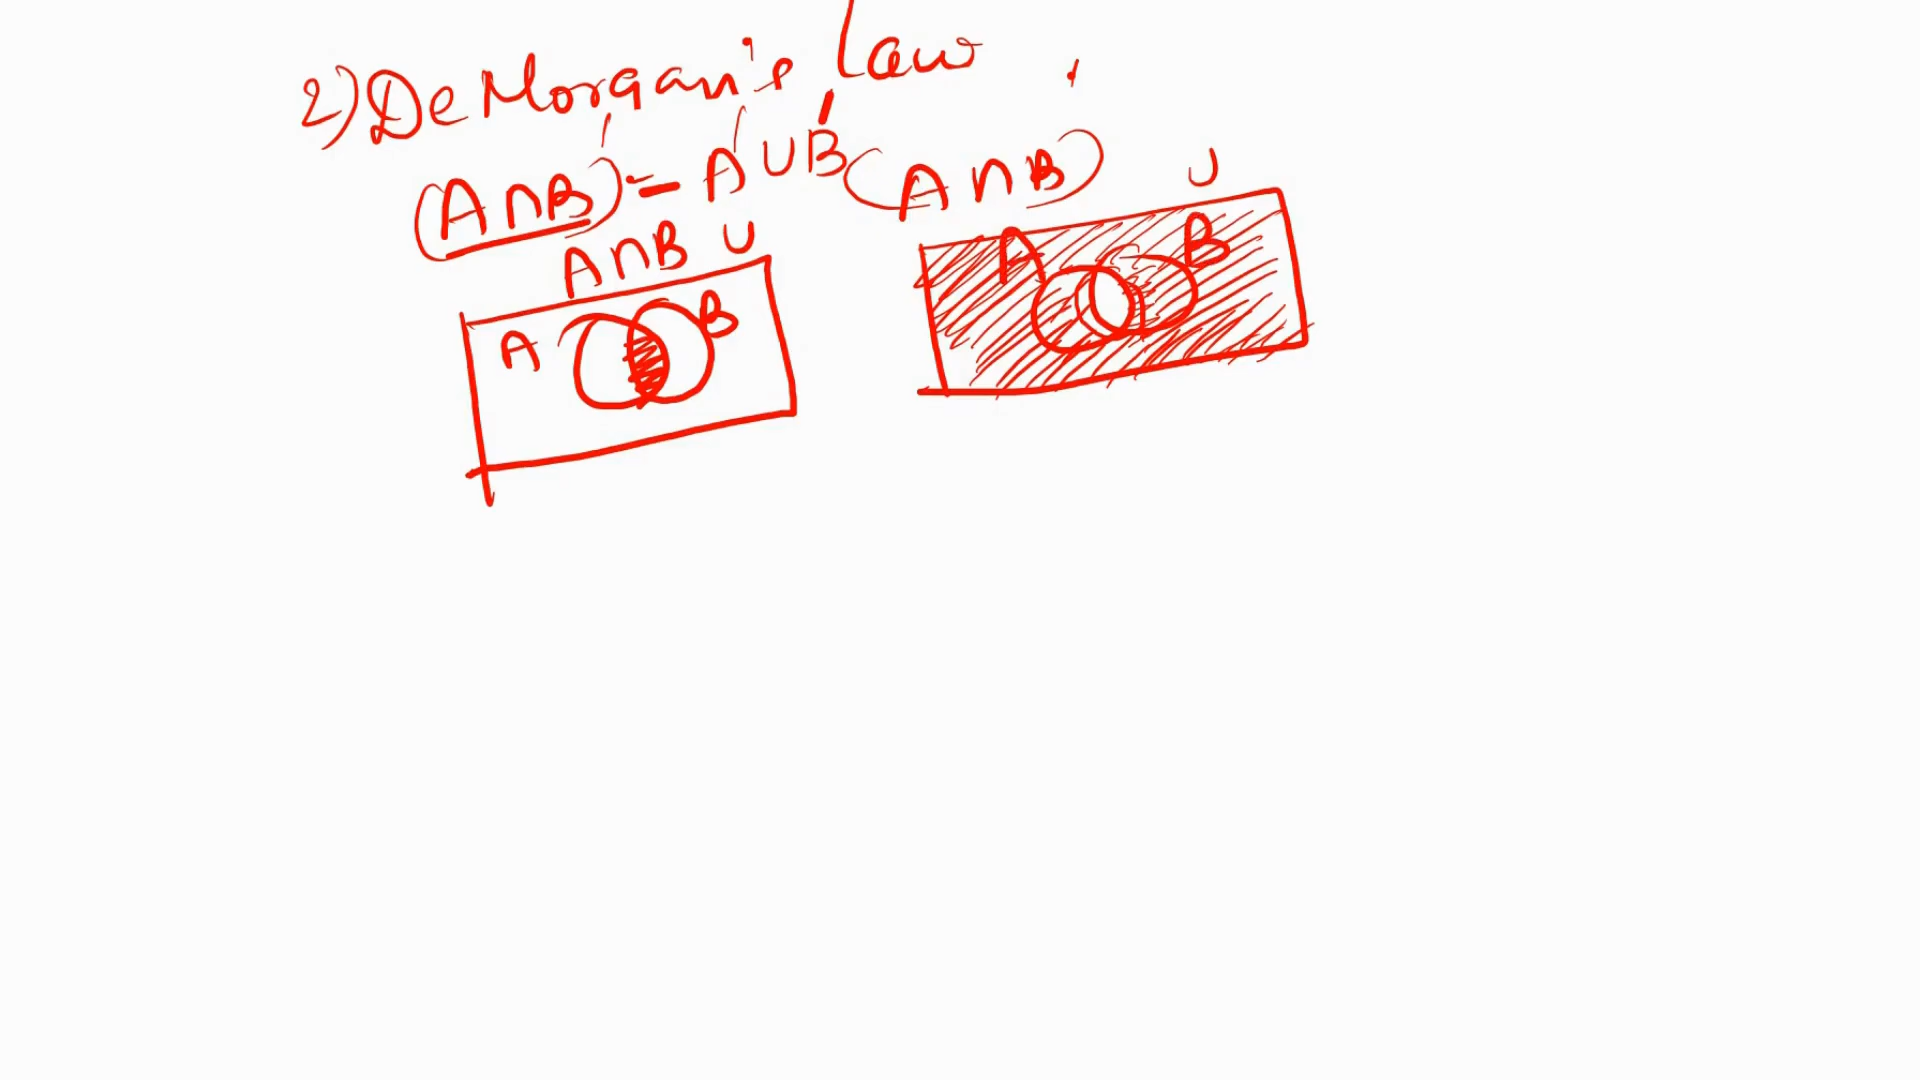 2) De Morgan's Law
(A∩B)' = A'∪B'
(A∩B)'
A∩B U
U
A B
A B